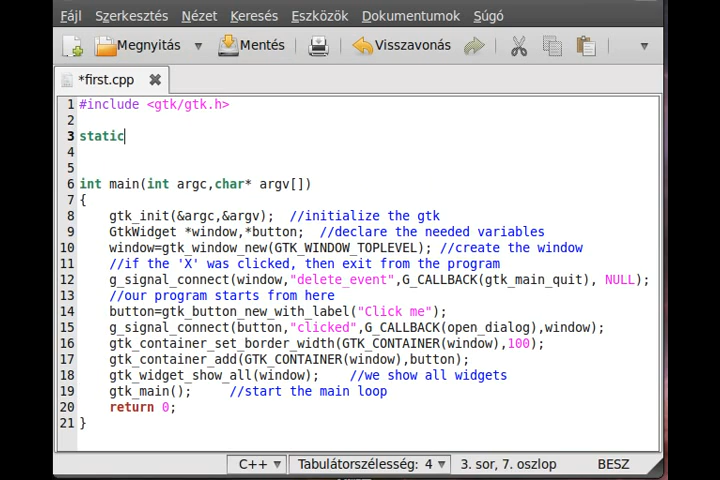 Fájl Szerkesztés Nézet Keresés Eszközök Dokumentumok Súgó
Megnyitás Mentés Visszavonás
*first.cpp
1 #include <gtk/gtk.h>
2
3 static
4
5
6 int main(int argc,char* argv[])
7 {
8 gtk_init(&argc,&argv); //initialize the gtk
9 GtkWidget *window,*button; //declare the needed variables
10 window=gtk_window_new(GTK_WINDOW_TOPLEVEL); //create the window
11 //if the 'X' was clicked, then exit from the program
12 g_signal_connect(window,"delete_event",G_CALLBACK(gtk_main_quit), NULL);
13 //our program starts from here
14 button=gtk_button_new_with_label("Click me");
15 g_signal_connect(button,"clicked",G_CALLBACK(open_dialog),window);
16 gtk_container_set_border_width(GTK_CONTAINER(window),100);
17 gtk_container_add(GTK_CONTAINER(window),button);
18 gtk_widget_show_all(window); //we show all widgets
19 gtk_main(); //start the main loop
20 return 0;
21 }
C++ Tabulátorszélesség: 4 3. sor, 7. oszlop BESZ